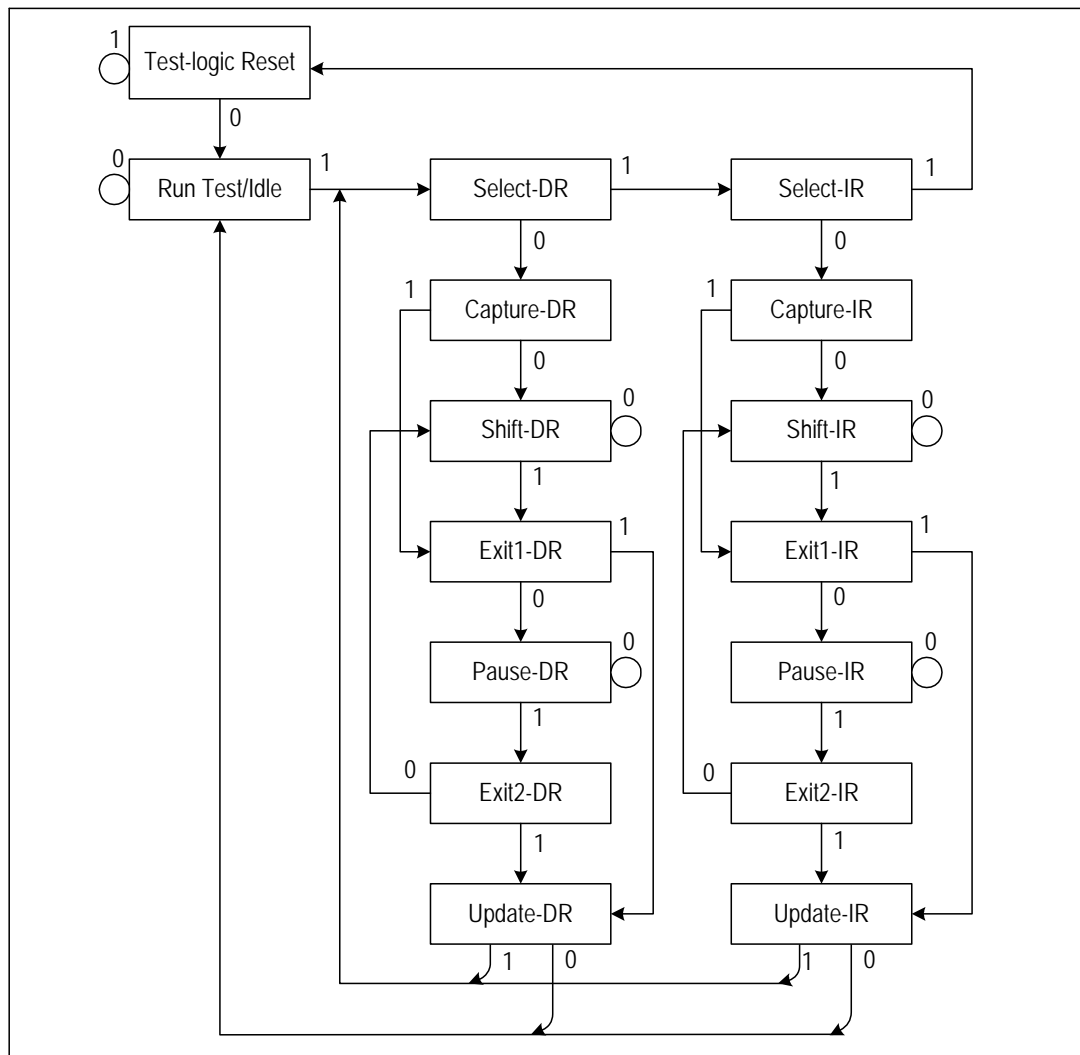 1
Test-logic Reset
0
0
Run Test/Idle
1
Select-DR
1
Select-IR
1
0
0
1
Capture-DR
1
Capture-IR
0
0
0
0
Shift-DR
Shift-IR
1
1
Exit1-DR
1
Exit1-IR
1
0
0
0
0
Pause-DR
Pause-IR
1
1
0
Exit2-DR
0
Exit2-IR
1
1
Update-DR
Update-IR
1
0
1
0